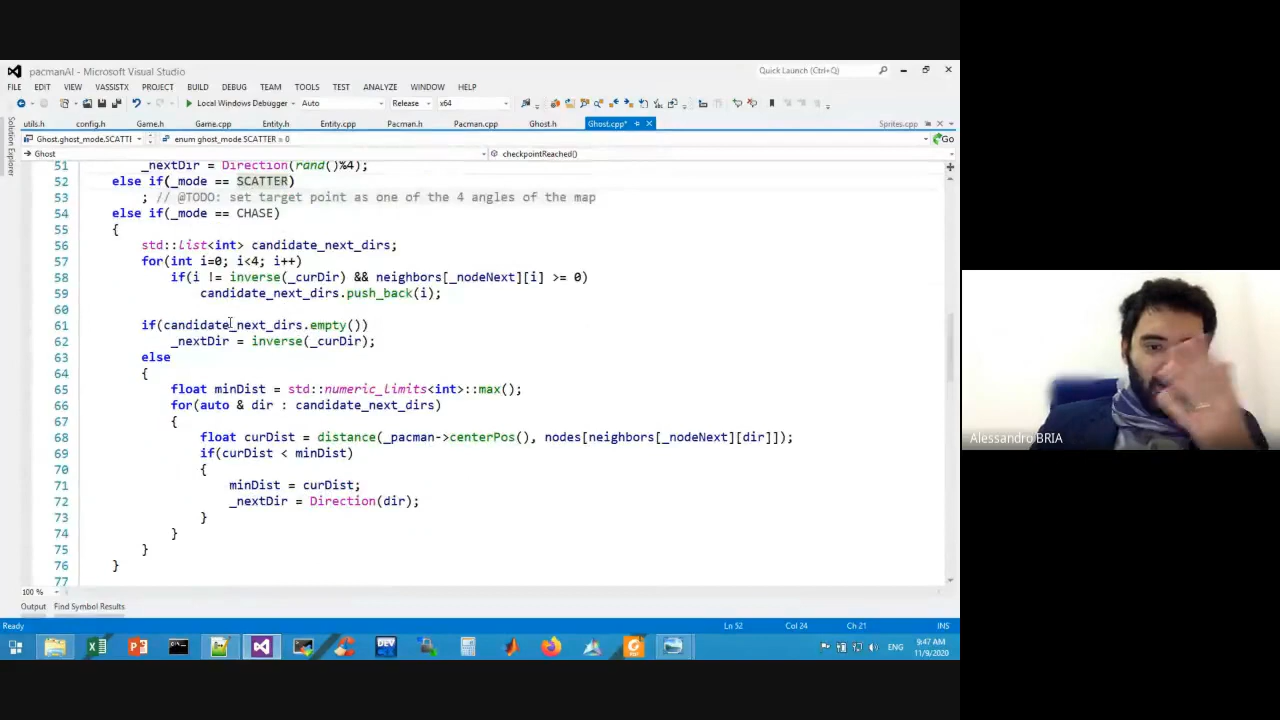 pacmanAI - Microsoft Visual Studio
Quick Launch (Ctrl+Q)
FILE EDIT VIEW VASSISTX PROJECT BUILD DEBUG TEAM TOOLS TEST ANALYZE WINDOW HELP
Local Windows Debugger Auto Release x64
utils.h config.h Game.h Game.cpp Entity.h Entity.cpp Pacman.h Pacman.cpp Ghost.h Ghost.cpp* Sprites.cpp
Ghost.ghost_mode.SCATTI enum ghost_mode SCATTER = 0 Go
Ghost checkpointReached()
Solution Explorer
51 _nextDir = Direction(rand()%4);
52 else if(_mode == SCATTER)
53 ; // @TODO: set target point as one of the 4 angles of the map
54 else if(_mode == CHASE)
55 {
56 std::list<int> candidate_next_dirs;
57 for(int i=0; i<4; i++)
58 if(i != inverse(_curDir) && neighbors[_nodeNext][i] >= 0)
59 candidate_next_dirs.push_back(i);
60
61 if(candidate_next_dirs.empty())
62 _nextDir = inverse(_curDir);
63 else
64 {
65 float minDist = std::numeric_limits<int>::max();
66 for(auto & dir : candidate_next_dirs)
67 {
68 float curDist = distance(_pacman->centerPos(), nodes[neighbors[_nodeNext][dir]]);
69 if(curDist < minDist)
70 {
71 minDist = curDist;
72 _nextDir = Direction(dir);
73 }
74 }
75 }
76 }
77
100 %
Output Find Symbol Results
Ready Ln 52 Col 24 Ch 21 INS
DEV
PDF
ENG
9:47 AM
11/9/2020
Alessandro BRIA